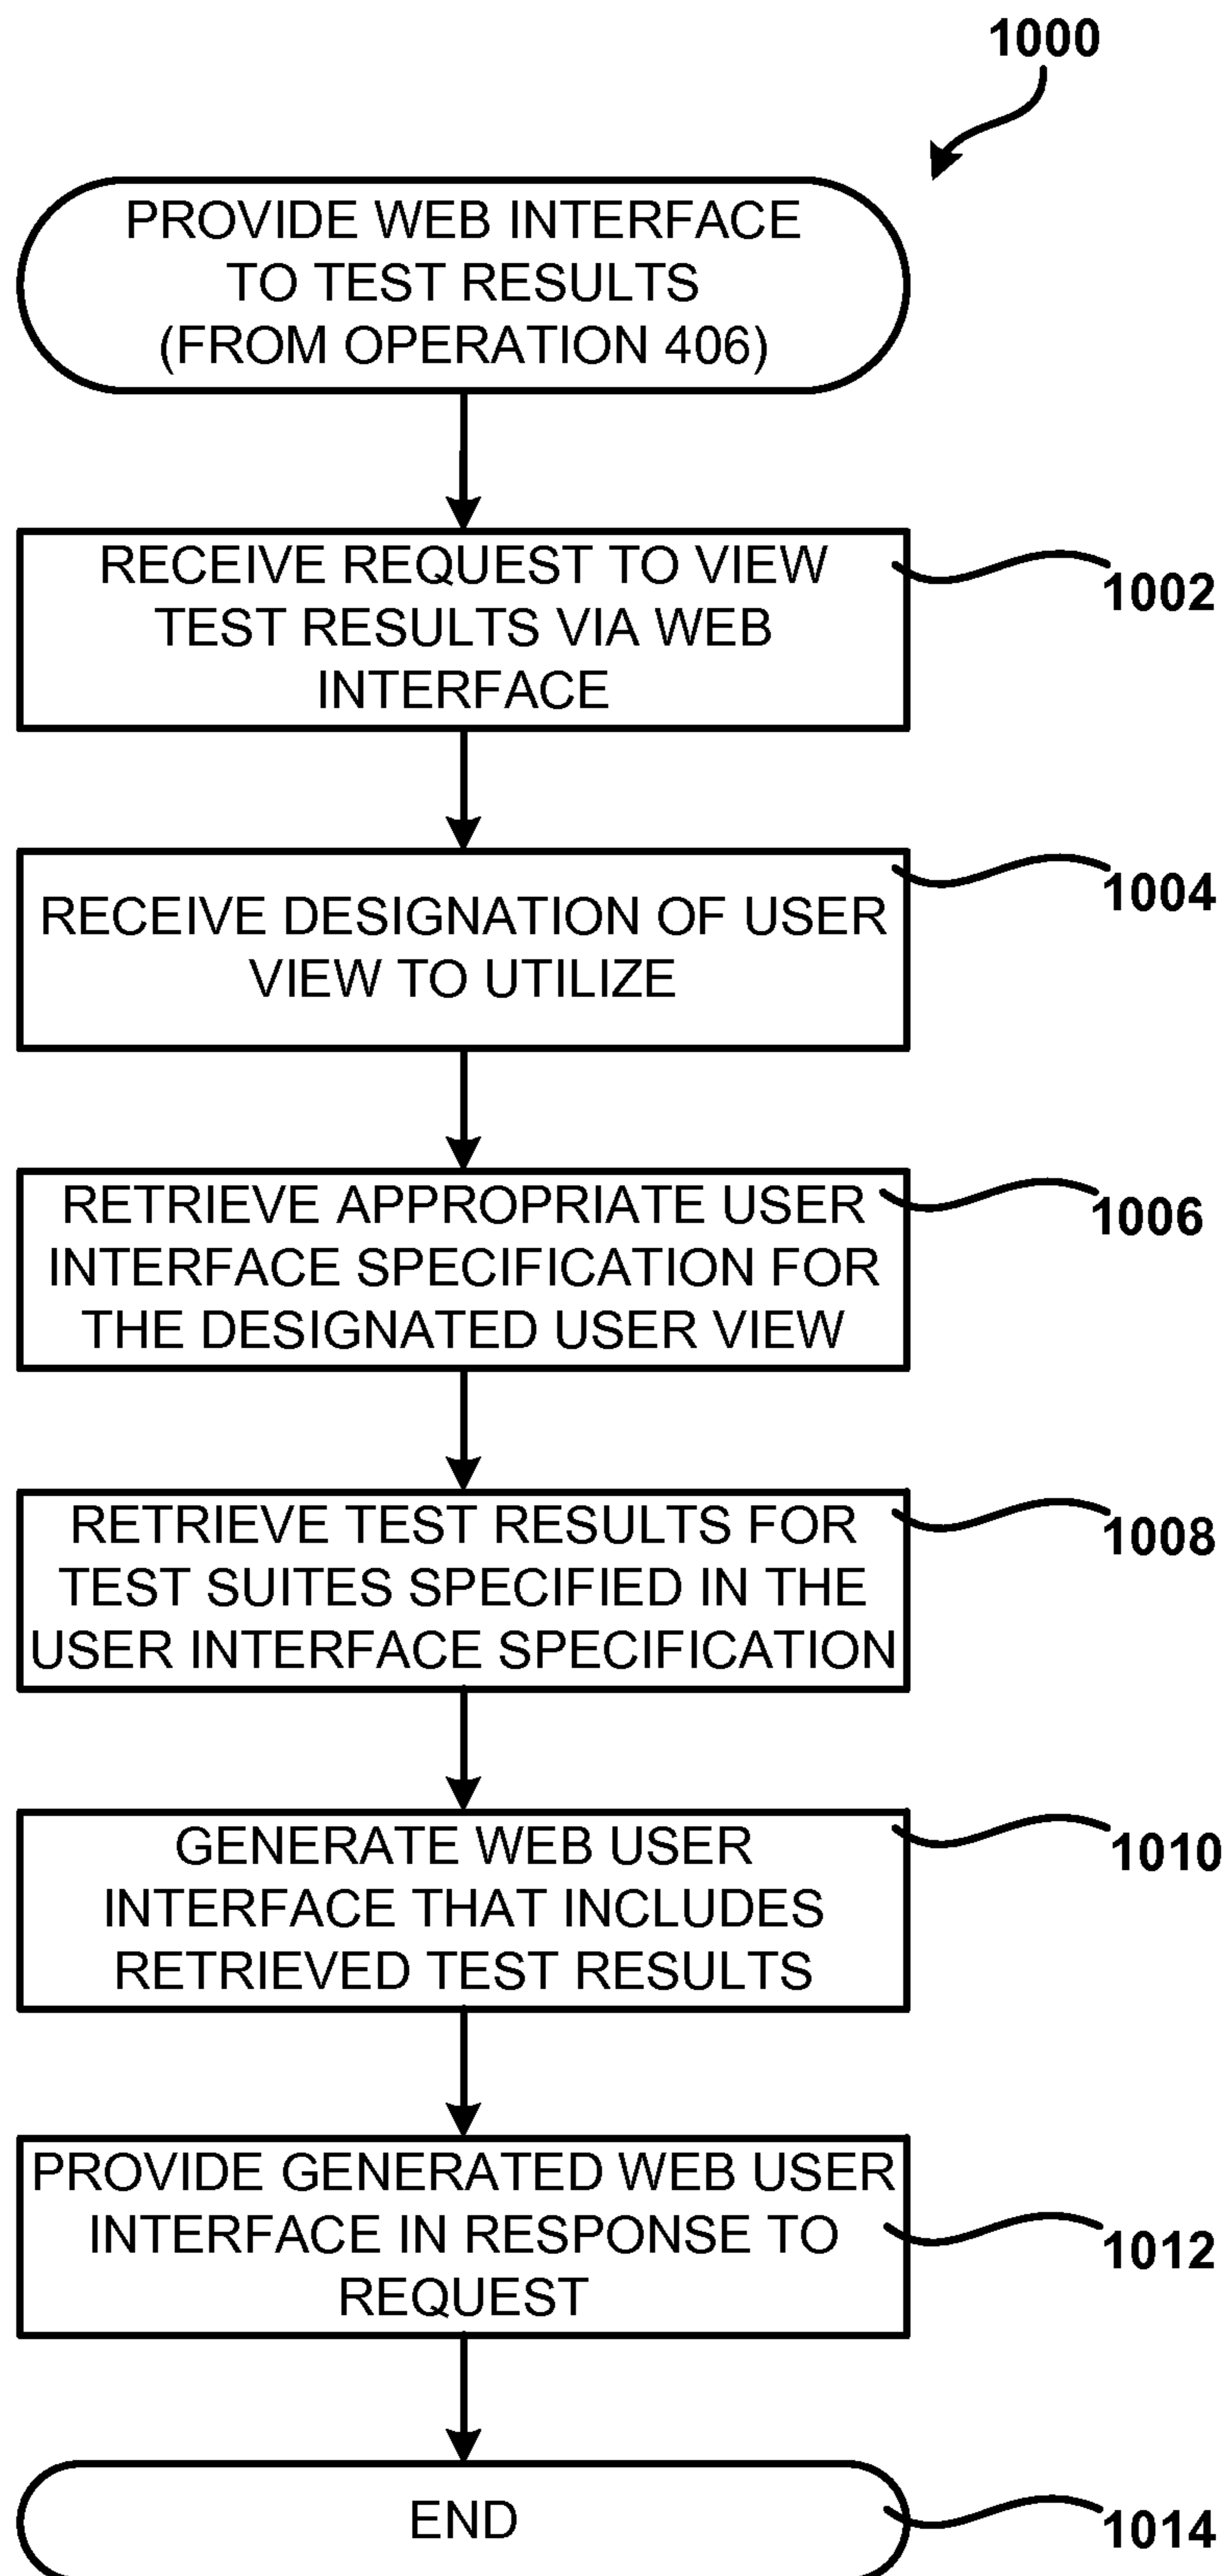 1000
PROVIDE WEB INTERFACE
TO TEST RESULTS
(FROM OPERATION 406)
RECEIVE REQUEST TO VIEW
TEST RESULTS VIA WEB
INTERFACE
1002
RECEIVE DESIGNATION OF USER
VIEW TO UTILIZE
1004
RETRIEVE APPROPRIATE USER
INTERFACE SPECIFICATION FOR
THE DESIGNATED USER VIEW
1006
RETRIEVE TEST RESULTS FOR
TEST SUITES SPECIFIED IN THE
USER INTERFACE SPECIFICATION
1008
GENERATE WEB USER
INTERFACE THAT INCLUDES
RETRIEVED TEST RESULTS
1010
PROVIDE GENERATED WEB USER
INTERFACE IN RESPONSE TO
REQUEST
1012
END
1014